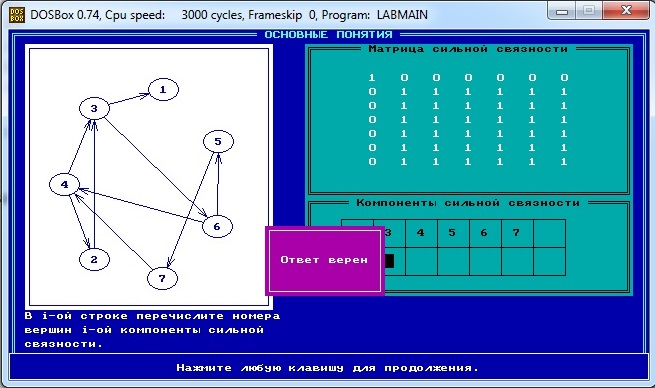 DOSBox 0.74, Cpu speed: 3000 cycles, Frameskip 0, Program: LABMAIN
ОСНОВНЫЕ ПОНЯТИЯ
Матрица сильной связности
1 0 0 0 0 0 0
0 1 1 1 1 1 1
0 1 1 1 1 1 1
0 1 1 1 1 1 1
0 1 1 1 1 1 1
0 1 1 1 1 1 1
0 1 1 1 1 1 1
1
3
5
4
6
2
7
Компоненты сильной связности
3 4 5 6 7
Ответ верен
В i-ой строке перечислите номера
вершин i-ой компоненты сильной
связности.
Нажмите любую клавишу для продолжения.